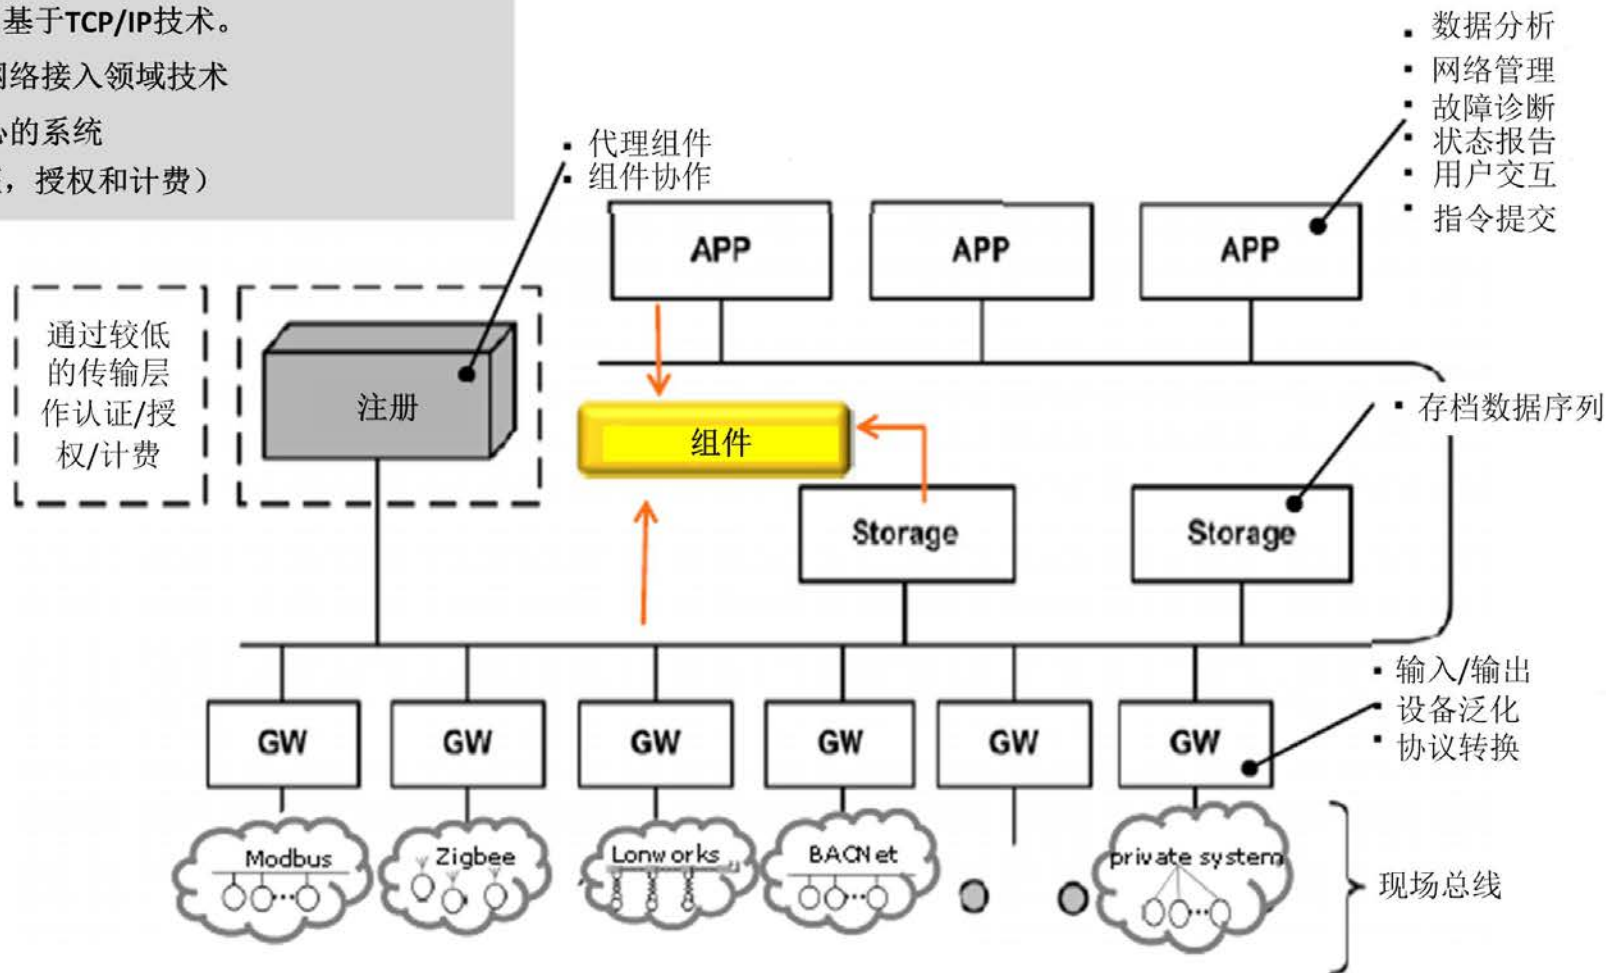 基于TCP/IP技术。
网络接入领域技术
的系统
，授权和计费）
▪ 代理组件
▪ 组件协作
▪ 数据分析
▪ 网络管理
▪ 故障诊断
▪ 状态报告
▪ 用户交互
▪ 指令提交
APP
APP
APP
通过较低
的传输层
作认证/授
权/计费
注册
组件
▪ 存档数据序列
Storage
Storage
▪ 输入/输出
▪ 设备泛化
▪ 协议转换
GW
GW
GW
GW
GW
GW
Modbus
Zigbee
Lonworks
BACNet
private system
现场总线